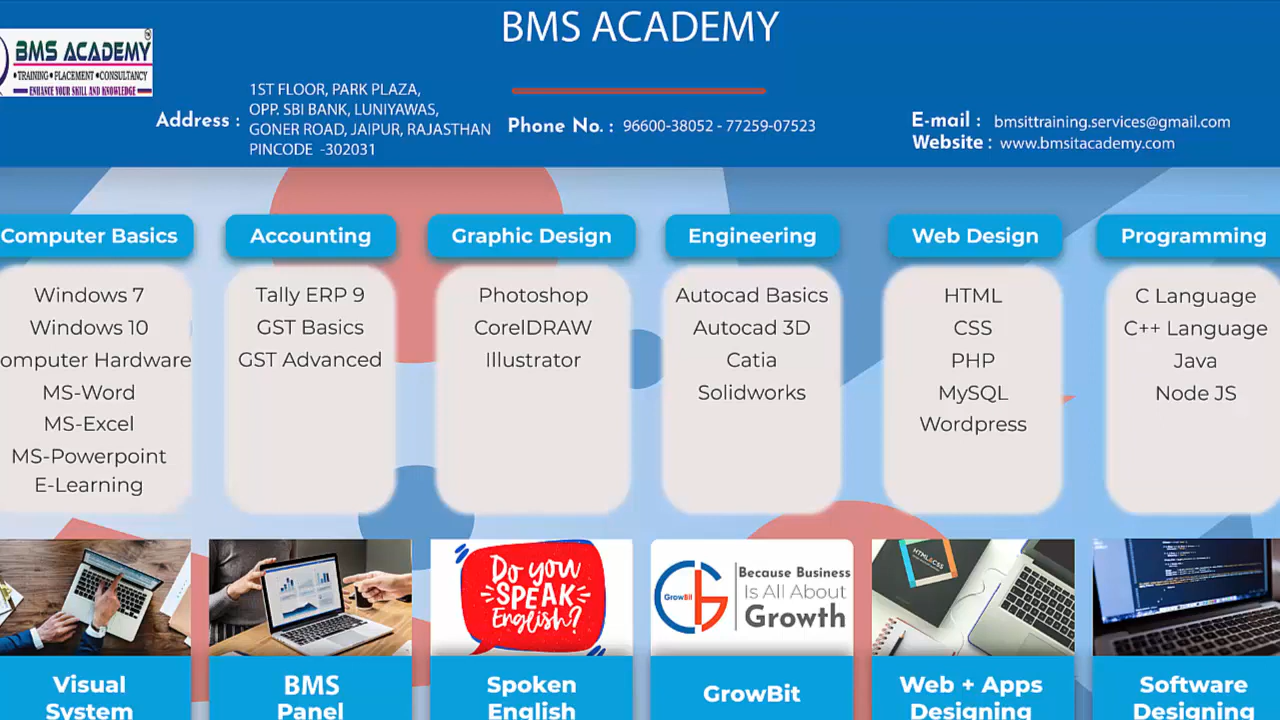 BMS ACADEMY
BMS ACADEMY
TM
•TRAINING•PLACEMENT•CONSULTANCY
ENHANCE YOUR SKILL AND KNOWLEDGE
Address :
1ST FLOOR, PARK PLAZA,
OPP. SBI BANK, LUNIYAWAS,
GONER ROAD, JAIPUR, RAJASTHAN
PINCODE -302031
Phone No. : 96600-38052 - 77259-07523
E-mail : bmsittraining.services@gmail.com
Website : www.bmsitacademy.com
Computer Basics
Windows 7
Windows 10
omputer Hardware
MS-Word
MS-Excel
MS-Powerpoint
E-Learning
Accounting
Tally ERP 9
GST Basics
GST Advanced
Graphic Design
Photoshop
CorelDRAW
Illustrator
Engineering
Autocad Basics
Autocad 3D
Catia
Solidworks
Web Design
HTML
CSS
PHP
MySQL
Wordpress
Programming
C Language
C++ Language
Java
Node JS
Visual
System
BMS
Panel
Do you
SPEAK
English?
Spoken
English
GrowBit
Because Business
Is All About
Growth
GrowBit
HTML&CSS
Web + Apps
Designing
Software
Designing